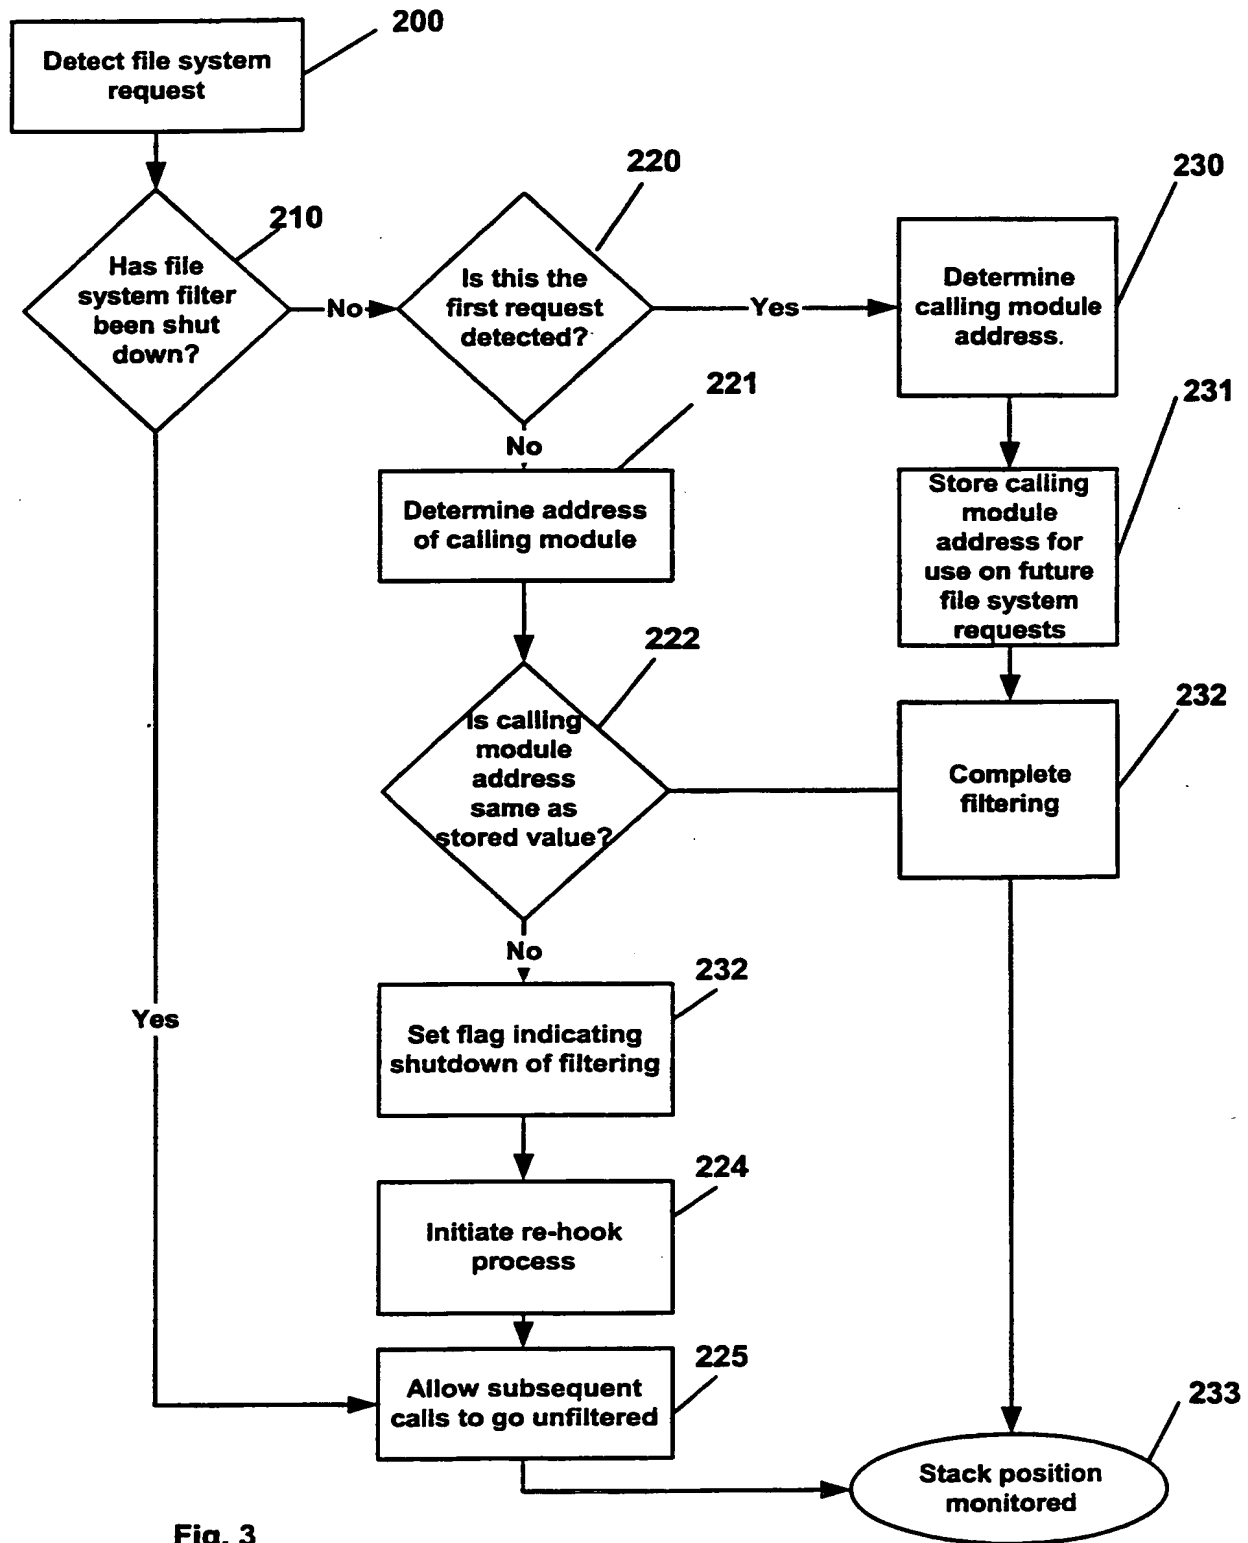 200
Detect file system
request
210
Has file
system filter
been shut
down?
No
220
Is this the
first request
detected?
Yes
230
Determine
calling module
address.
231
Store calling
module
address for
use on future
file system
requests
No
221
Determine address
of calling module
222
Is calling
module
address
same as
stored value?
232
Complete
filtering
No
232
Set flag indicating
shutdown of filtering
Yes
224
Initiate re-hook
process
225
Allow subsequent
calls to go unfiltered
233
Stack position
monitored
Fig. 3